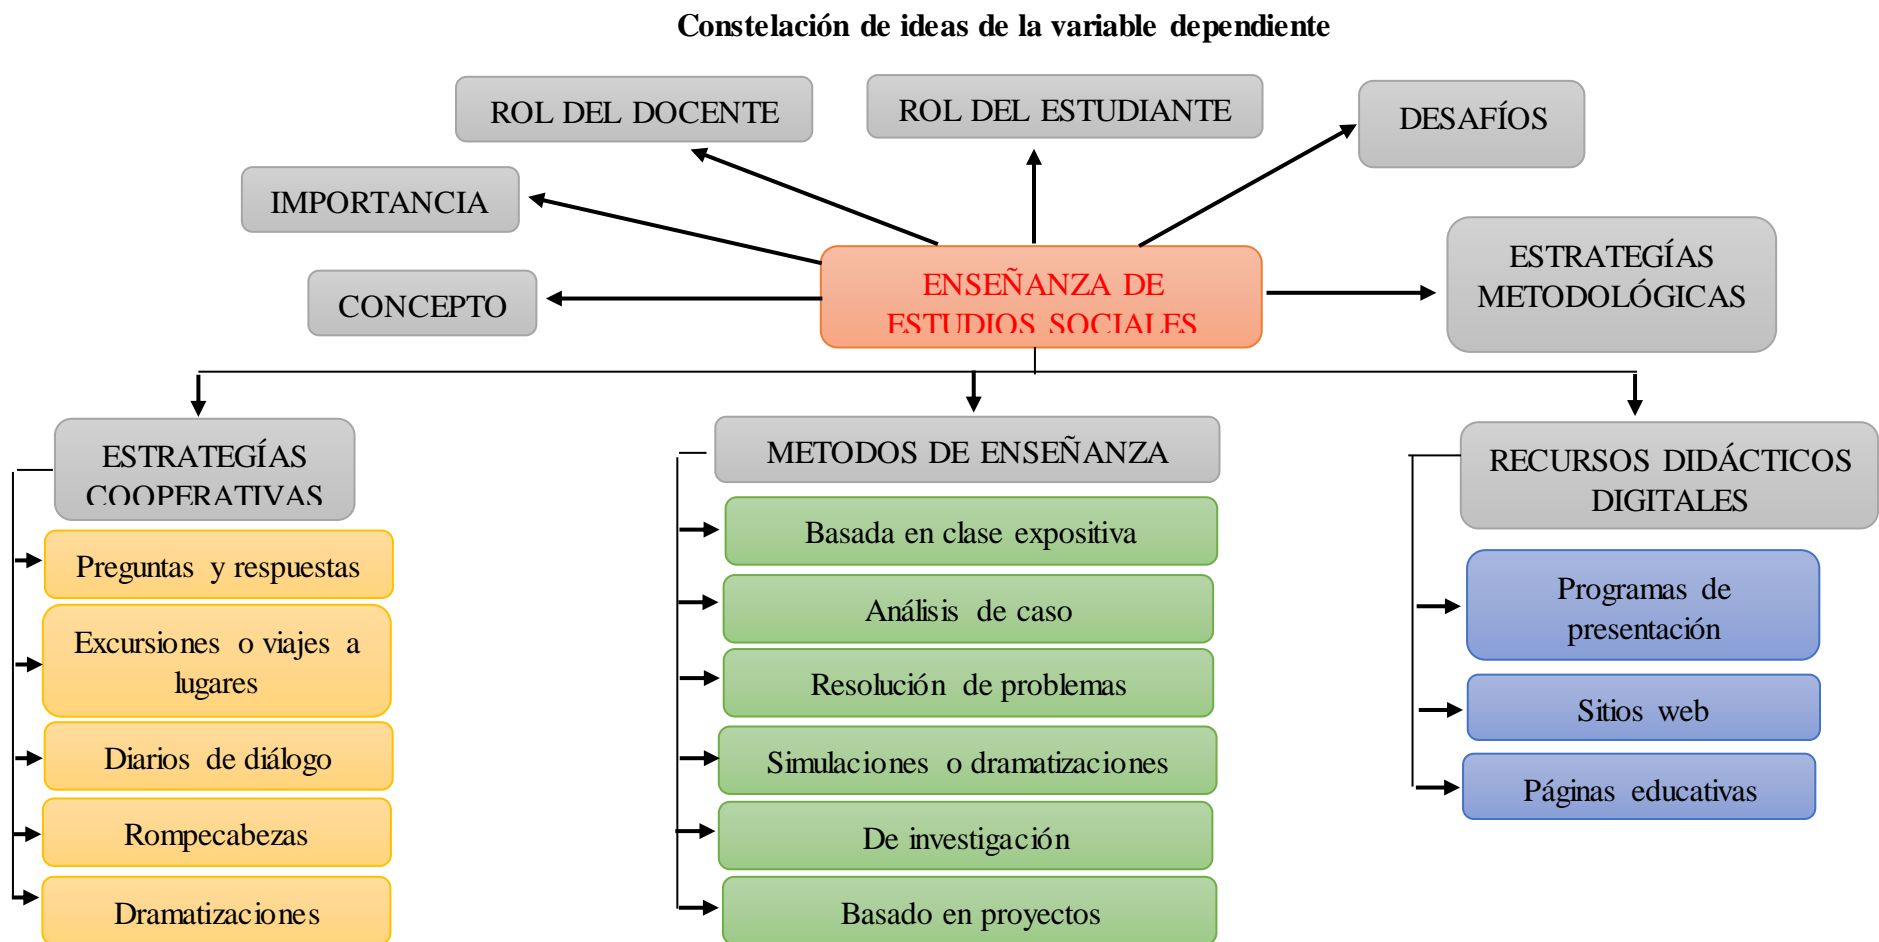 Constelación de ideas de la variable dependiente
ROL DEL DOCENTE
ROL DEL ESTUDIANTE
DESAFÍOS
IMPORTANCIA
CONCEPTO
ENSEÑANZA DE
ESTUDIOS SOCIALES
ESTRATEGÍAS
METODOLÓGICAS
ESTRATEGÍAS
COOPERATIVAS
Preguntas y respuestas
Excursiones o viajes a
lugares
Diarios de diálogo
Rompecabezas
Dramatizaciones
METODOS DE ENSEÑANZA
Basada en clase expositiva
Análisis de caso
Resolución de problemas
Simulaciones o dramatizaciones
De investigación
Basado en proyectos
RECURSOS DIDÁCTICOS
DIGITALES
Programas de
presentación
Sitios web
Páginas educativas